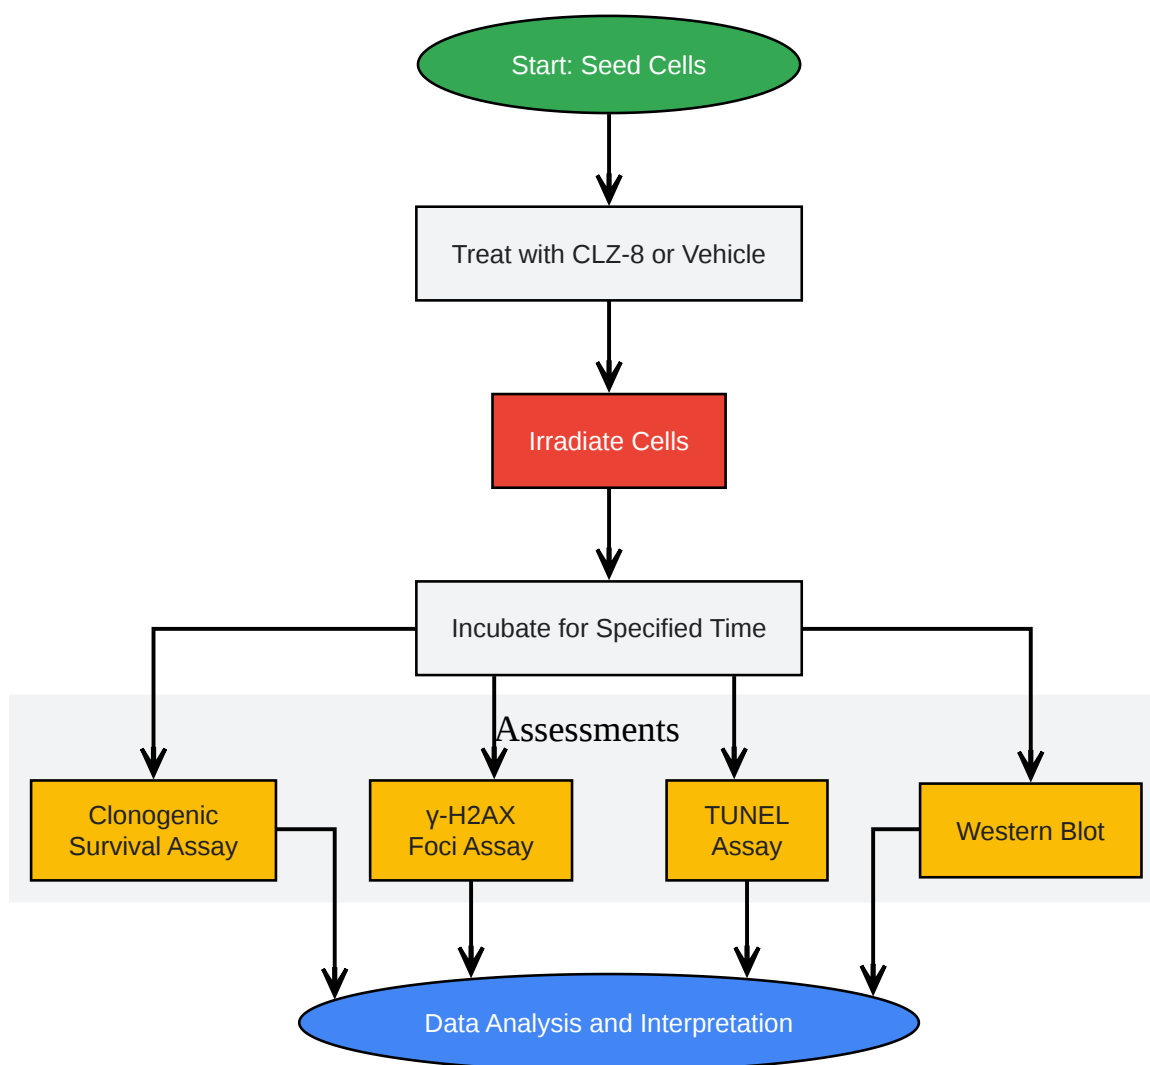 Start: Seed Cells
Treat with CLZ-8 or Vehicle
Irradiate Cells
Incubate for Specified Time
Assessments
Clonogenic
Survival Assay
γ-H2AX
Foci Assay
TUNEL
Assay
Western Blot
Data Analysis and Interpretation